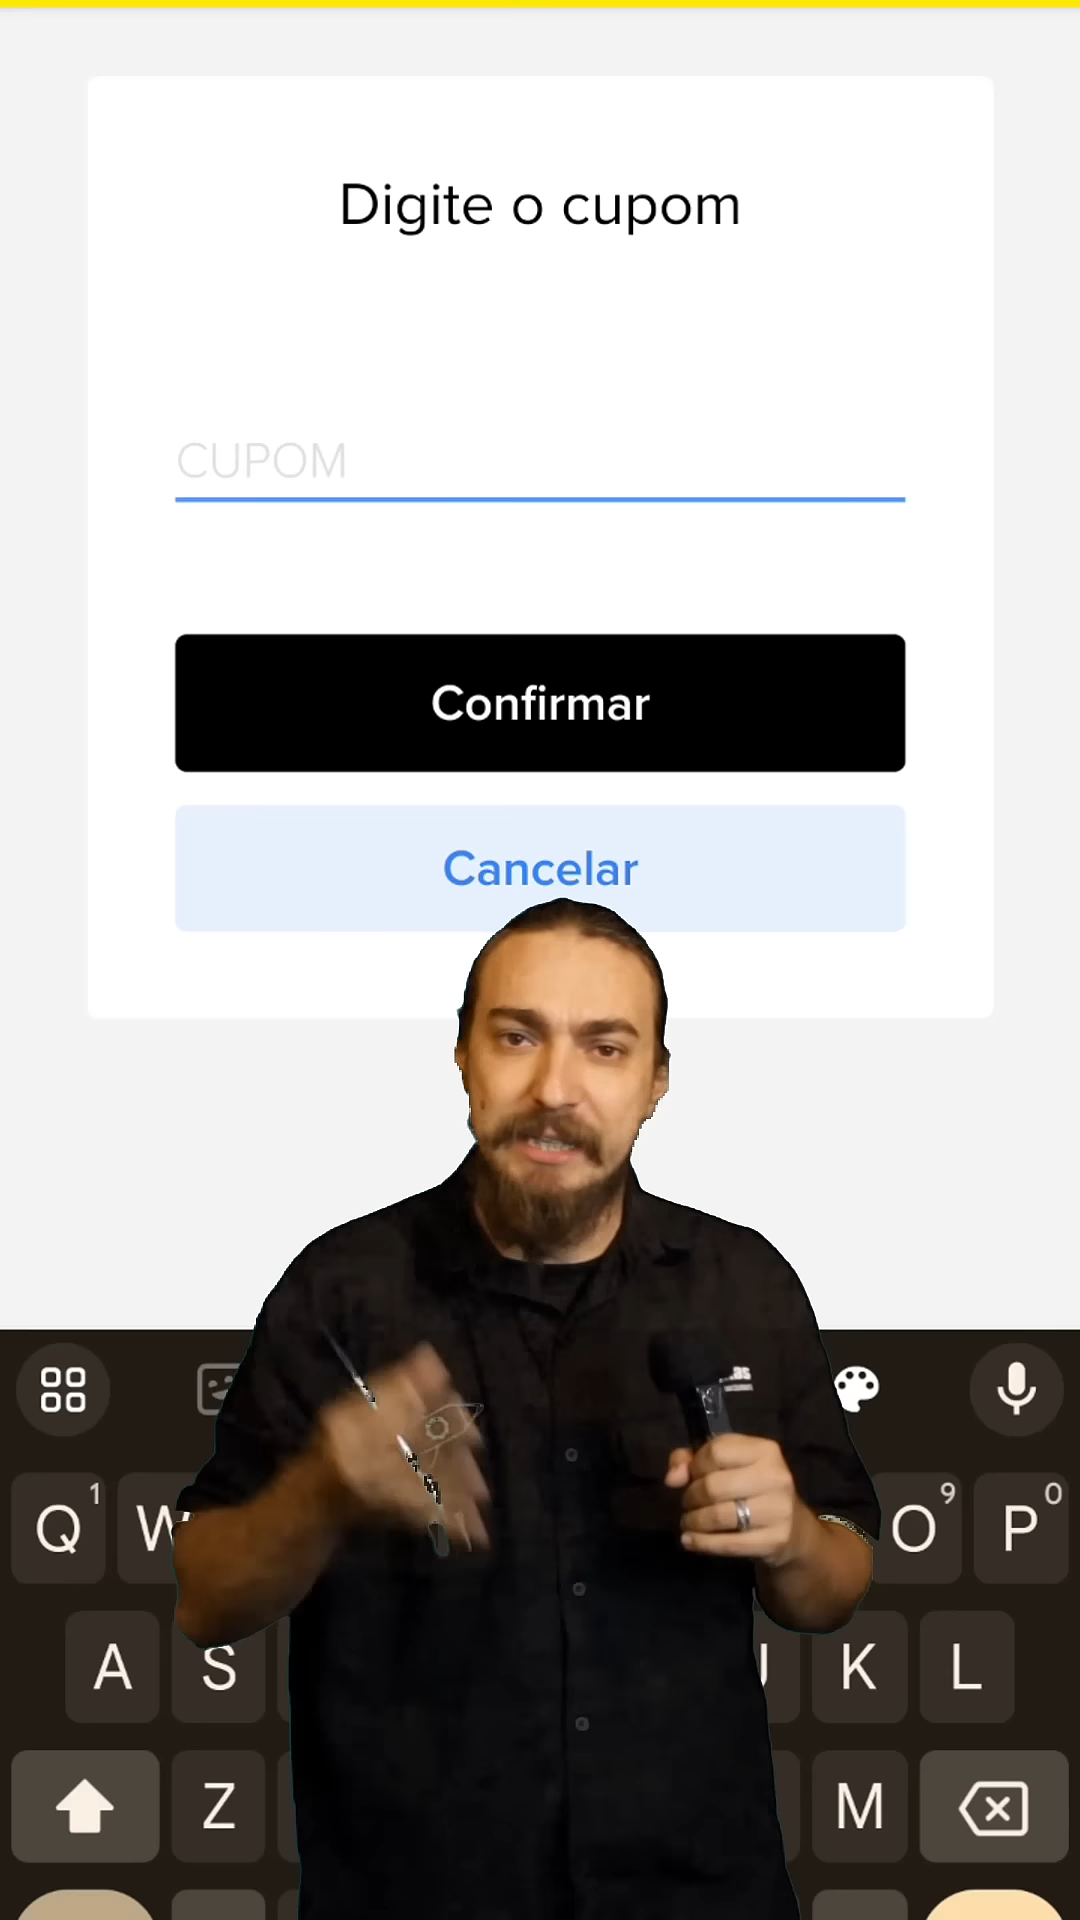 Digite o cupom
CUPOM
Confirmar
Cancelar
Q 1 W O 9 P 0
A S J K L
Z M